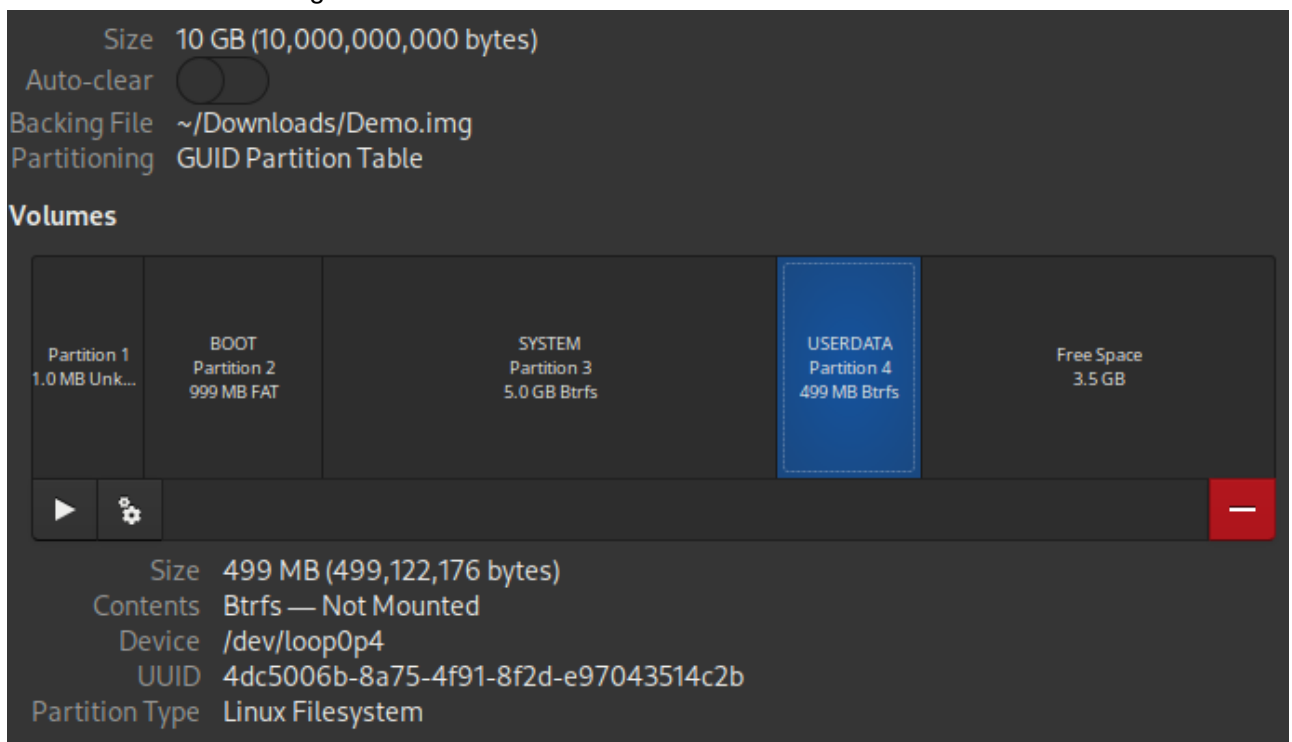 Size 10 GB (10,000,000,000 bytes)
Auto-clear
Backing File ~/Downloads/Demo.img
Partitioning GUID Partition Table
Volumes
Partition 1
1.0 MB Unk...
BOOT
Partition 2
999 MB FAT
SYSTEM
Partition 3
5.0 GB Btrfs
USERDATA
Partition 4
499 MB Btrfs
Free Space
3.5 GB
Size 499 MB (499,122,176 bytes)
Contents Btrfs — Not Mounted
Device /dev/loop0p4
UUID 4dc5006b-8a75-4f91-8f2d-e97043514c2b
Partition Type Linux Filesystem